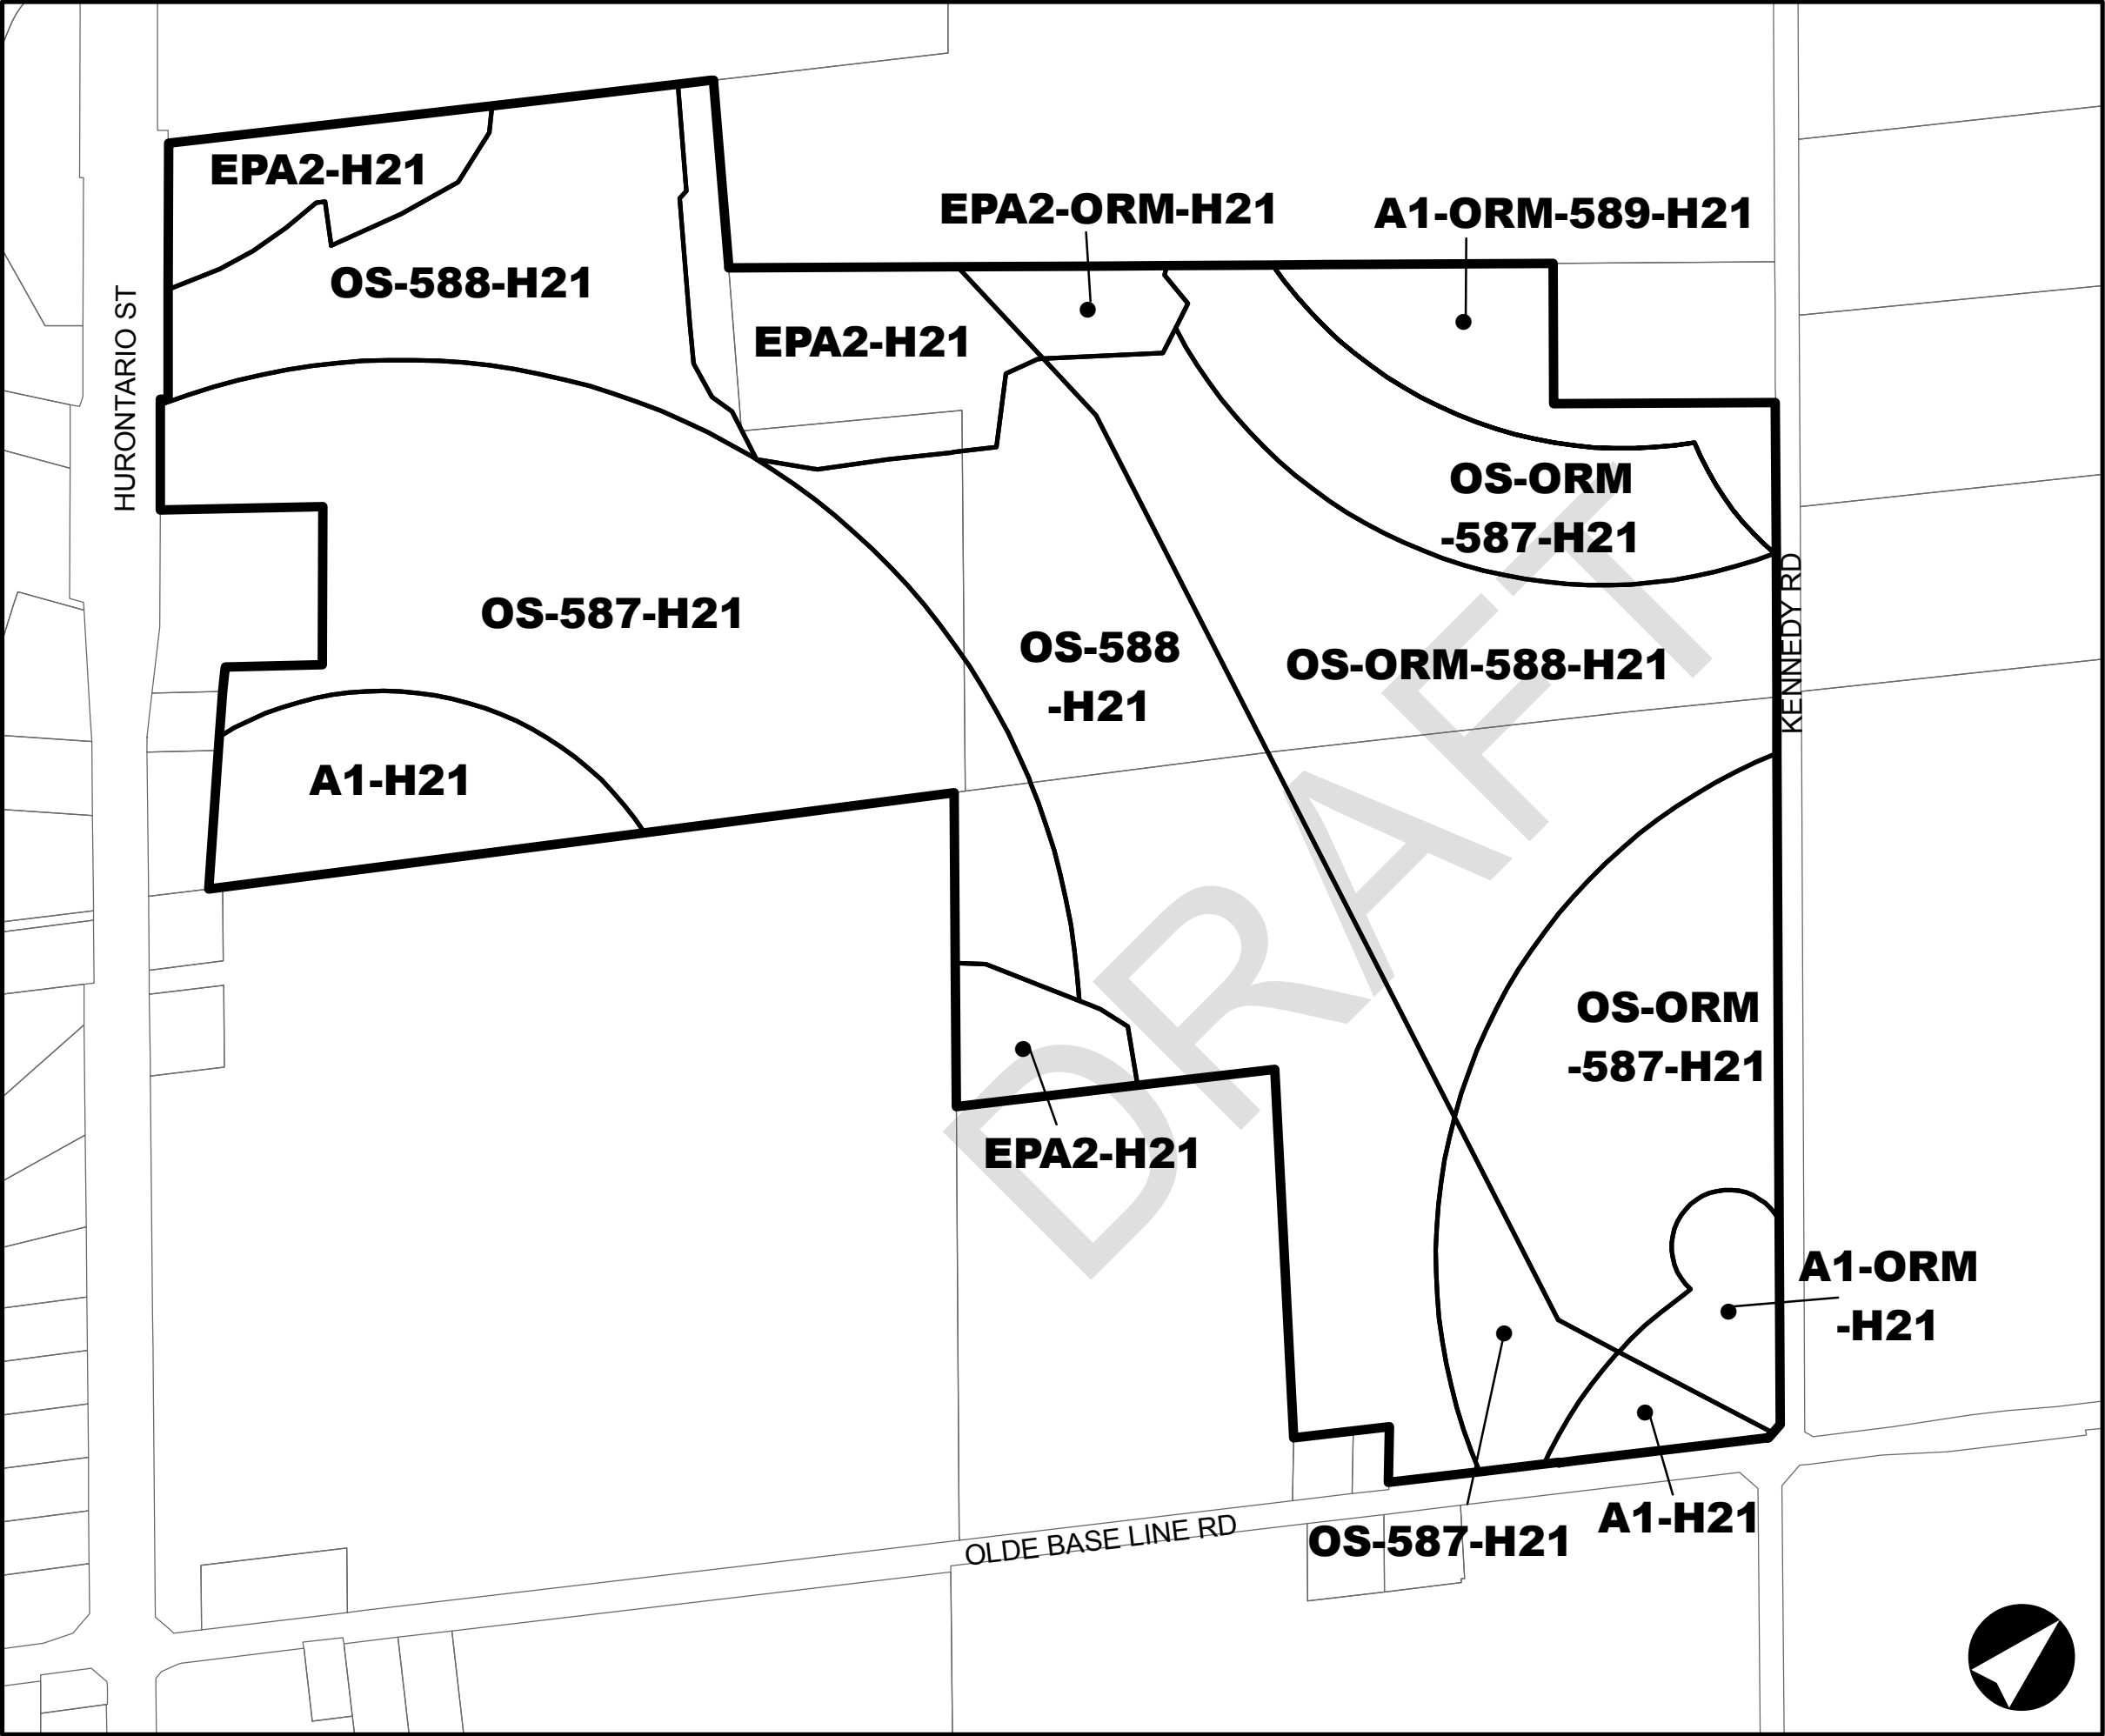 EPA2-H21
EPA2-ORM-H21
A1-ORM-589-H21
OS-588-H21
EPA2-H21
HURONTARIO ST
OS-ORM
-587-H21
OS-587-H21
KENNEDY RD
OS-588
-H21
OS-ORM-588-H21
A1-H21
DRAFT
OS-ORM
-587-H21
EPA2-H21
A1-ORM
-H21
A1-H21
OS-587-H21
OLDE BASE LINE RD